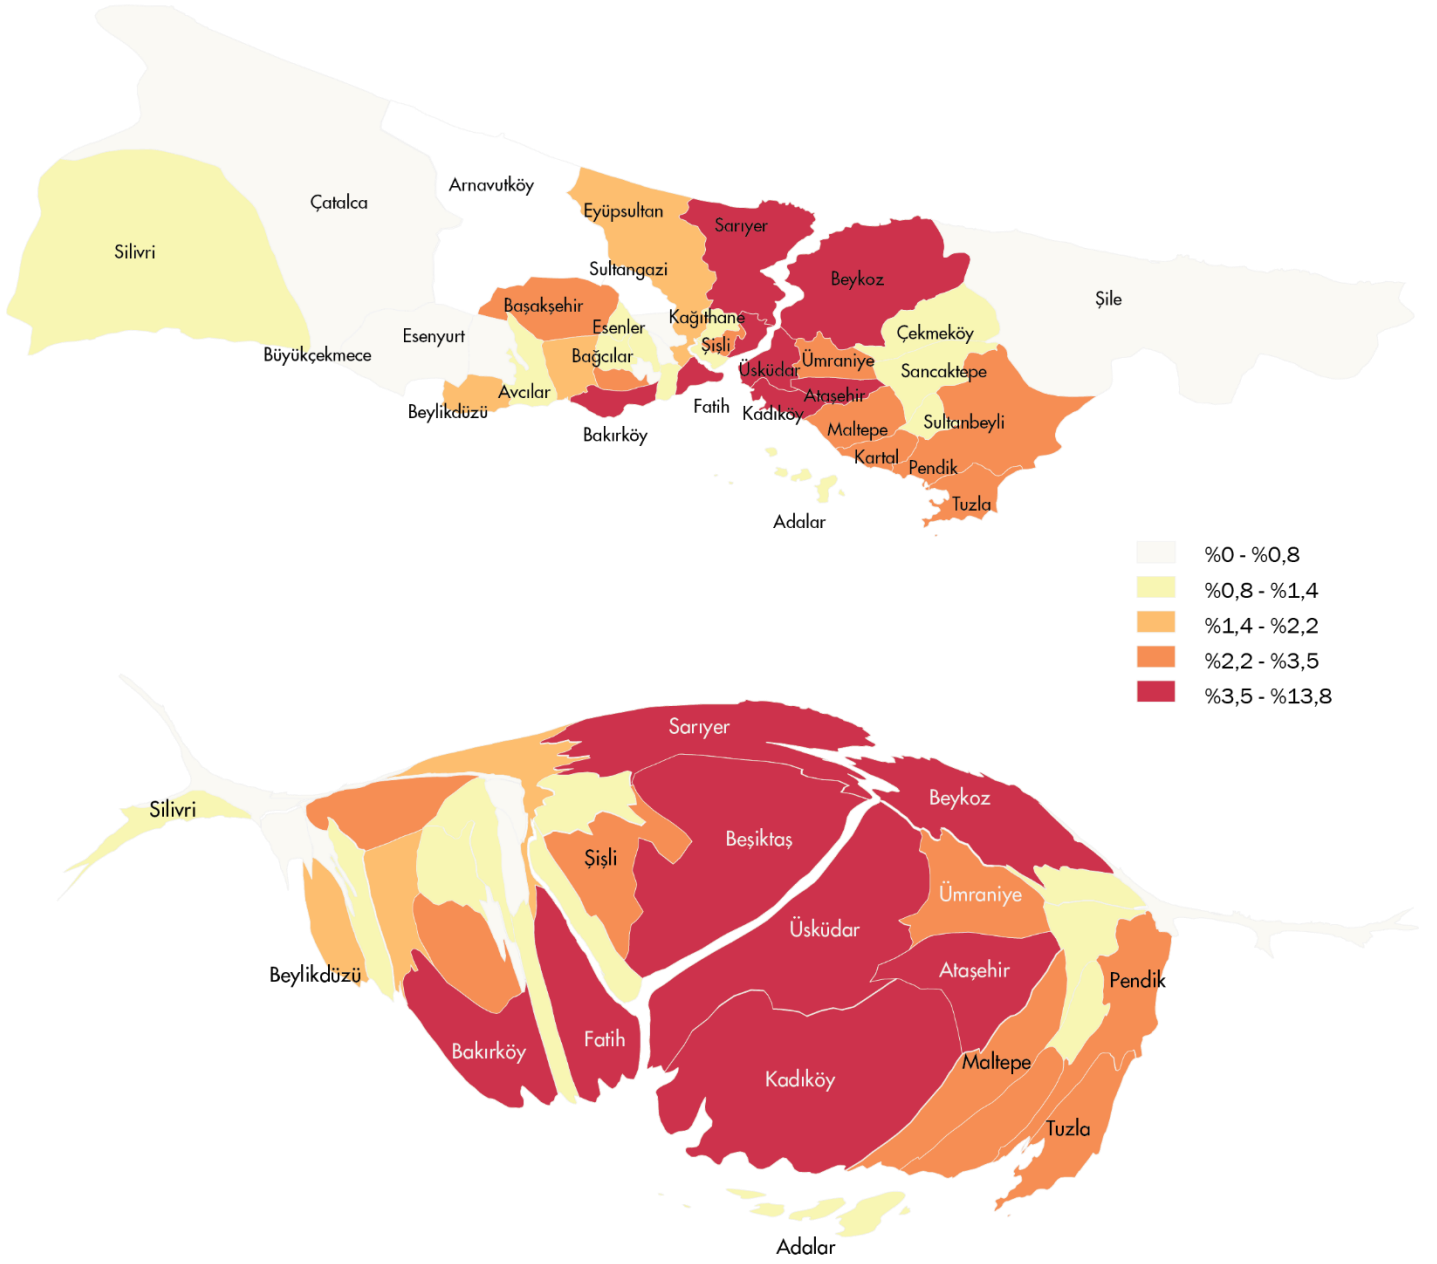 Arnavutköy
Çatalca
Eyüpsultan
Sarıyer
Silivri
Sultangazi
Beykoz
Başakşehir
Şile
Kağıthane
Esenler
Esenyurt
Çekmeköy
Büyükçekmece
Bağcılar
Şişli
Ümraniye
Üsküdar
Sancaktepe
Avcılar
Ataşehir
Beylikdüzü
Fatih
Kadıköy
Bakırköy
Maltepe
Sultanbeyli
Kartal
Pendik
Tuzla
Adalar
%0 - %0,8
%0,8 - %1,4
%1,4 - %2,2
%2,2 - %3,5
%3,5 - %13,8
Sarıyer
Silivri
Beykoz
Beşiktaş
Şişli
Ümraniye
Üsküdar
Beylikdüzü
Ataşehir
Pendik
Bakırköy
Fatih
Maltepe
Kadıköy
Tuzla
Adalar